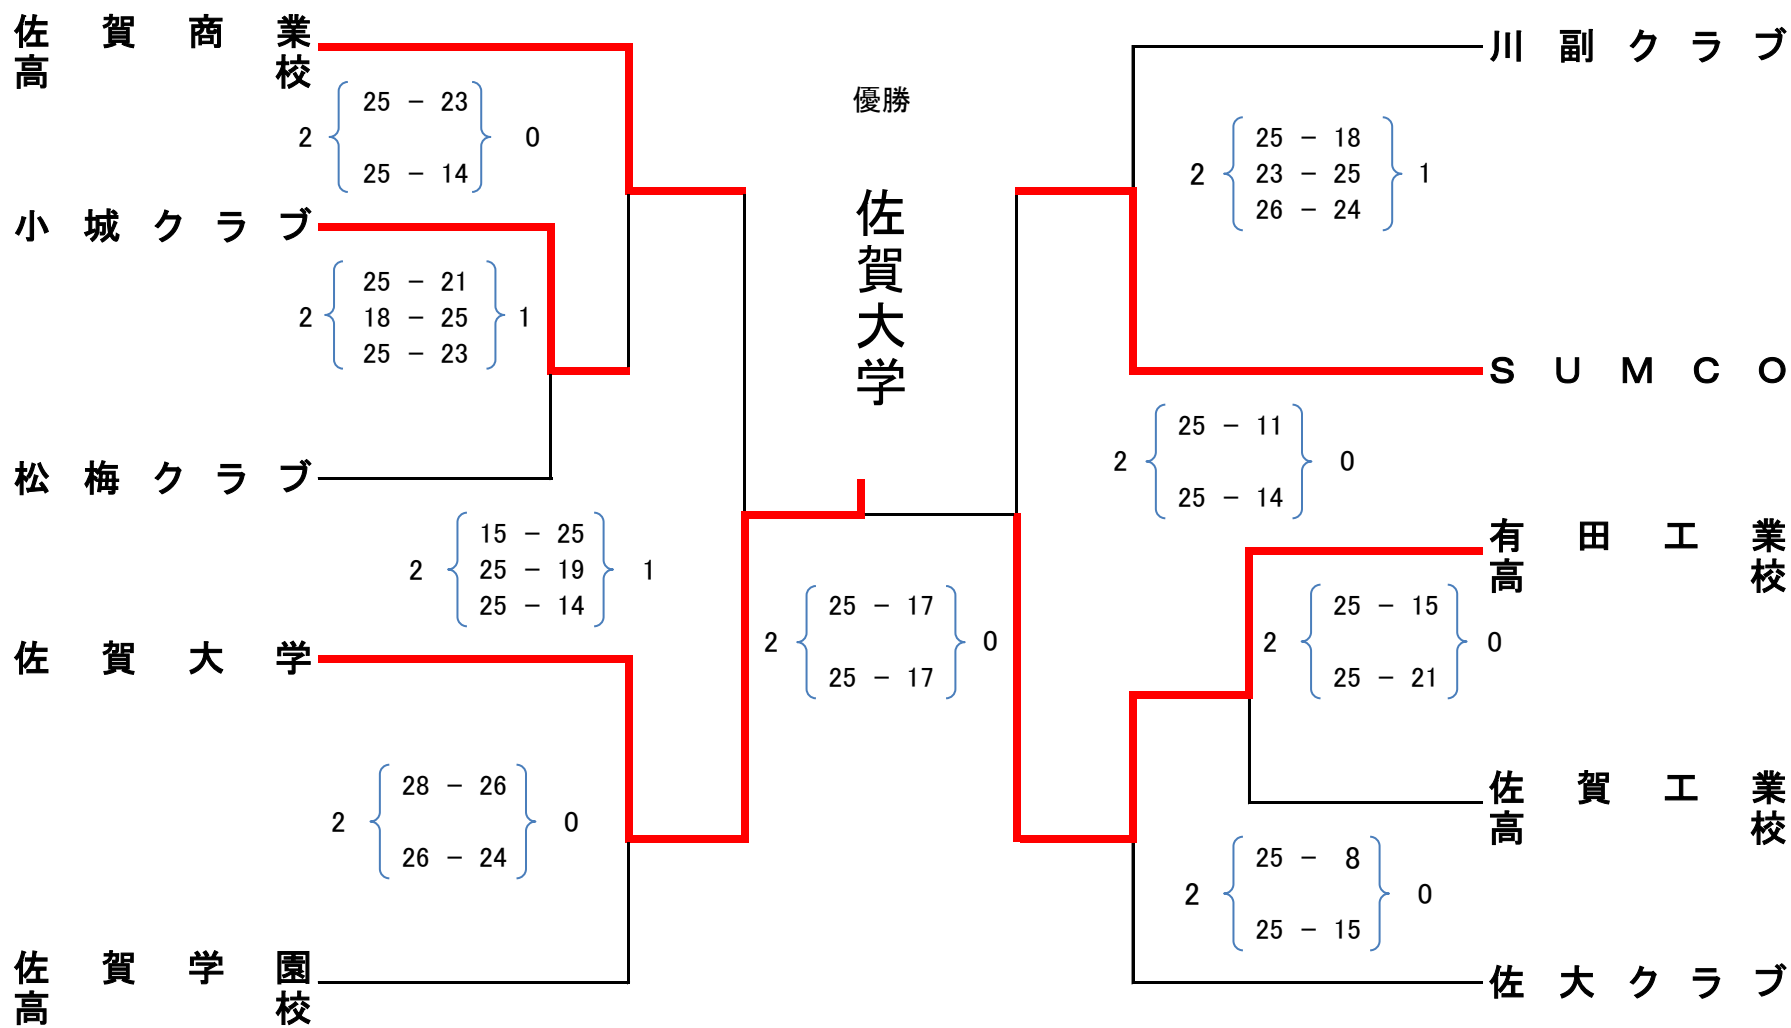 佐賀商業
高校
25 － 23
2 0
25 － 14
小城クラブ
25 － 21
2 18 － 25 1
25 － 23
松梅クラブ
15 － 25
2 25 － 19 1
25 － 14
佐賀大学
28 － 26
2 0
26 － 24
佐賀学園
高校
優勝
佐賀大学
25 － 17
2 0
25 － 17
川副クラブ
25 － 18
2 23 － 25 1
26 － 24
ＳＵＭＣＯ
25 － 11
2 0
25 － 14
有田工業
高校
25 － 15
2 0
25 － 21
佐賀工業
高校
25 － 8
2 0
25 － 15
佐大クラブ